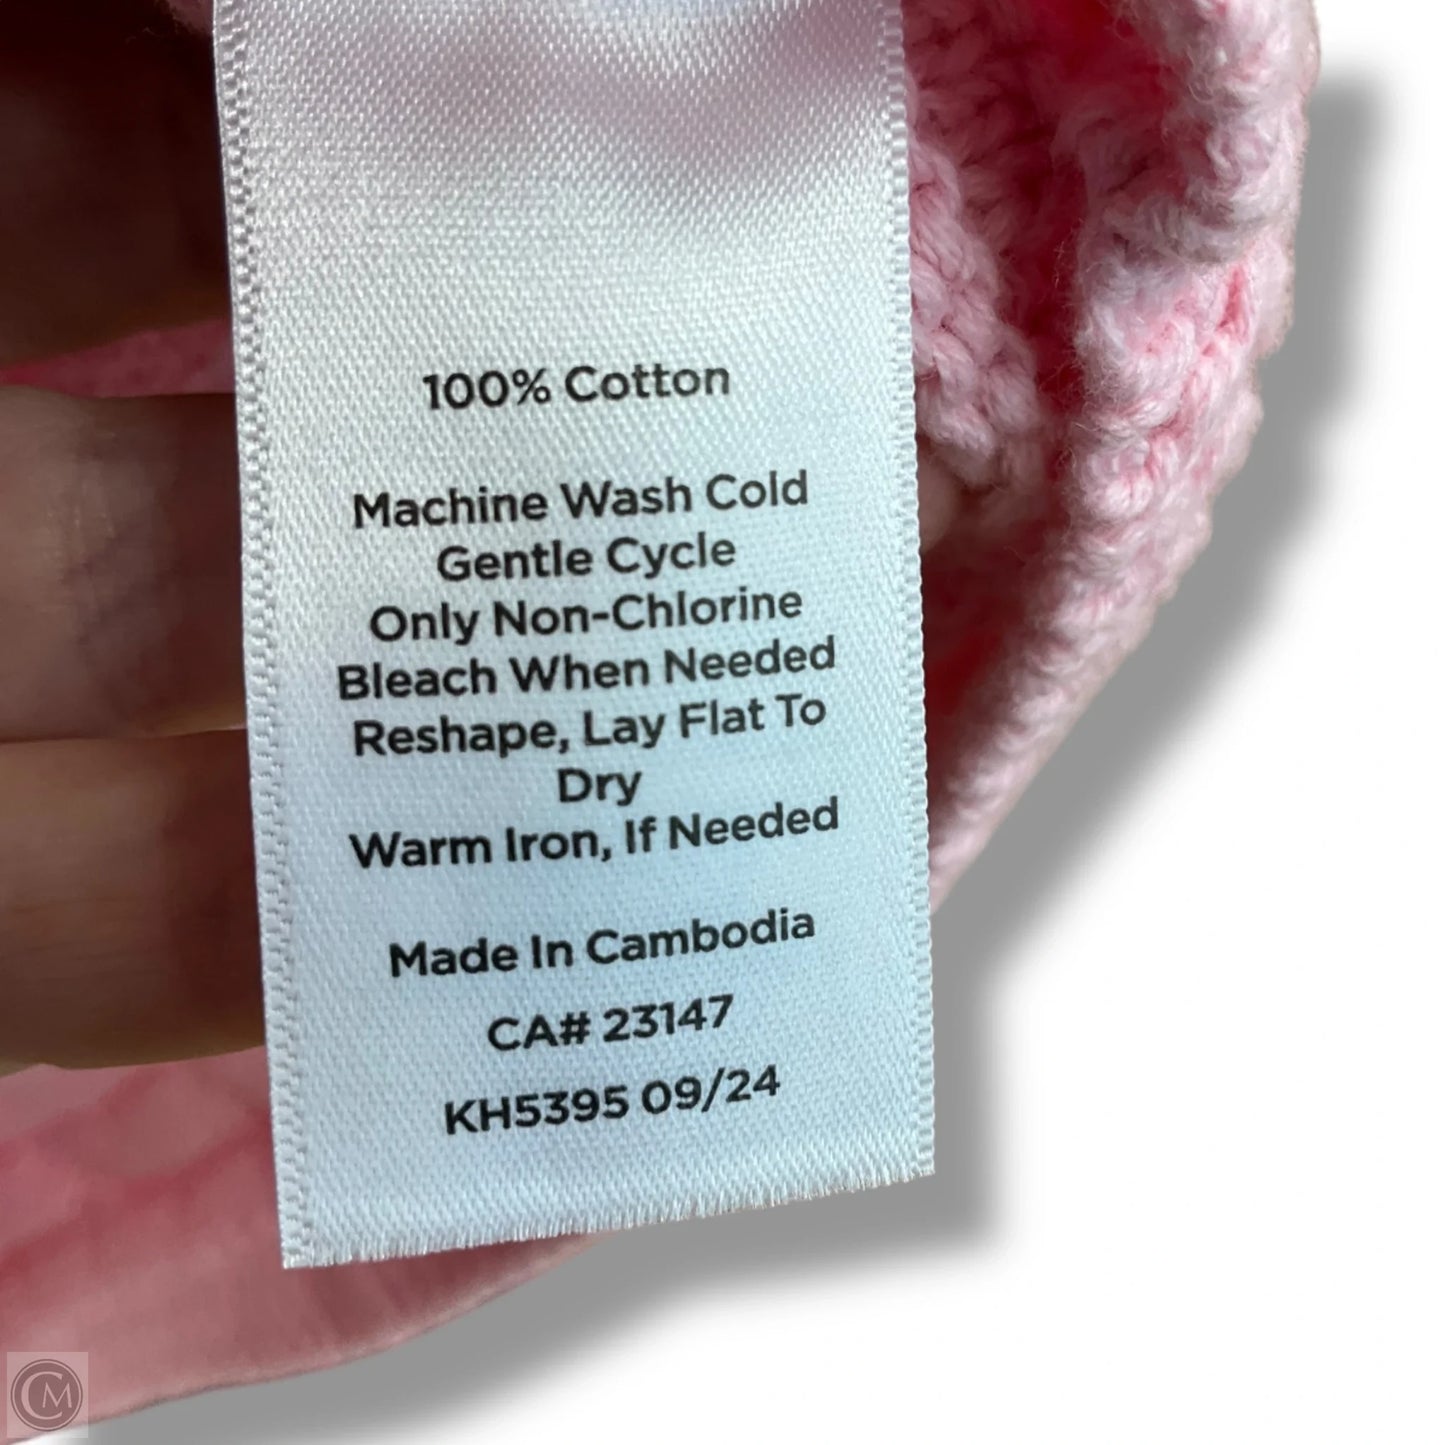 100% Cotton
Machine Wash Cold
Gentle Cycle
Only Non-Chlorine
Bleach When Needed
Reshape, Lay Flat To
Dry
Warm Iron, If Needed
Made In Cambodia
CA# 23147
KH5395 09/24
CM